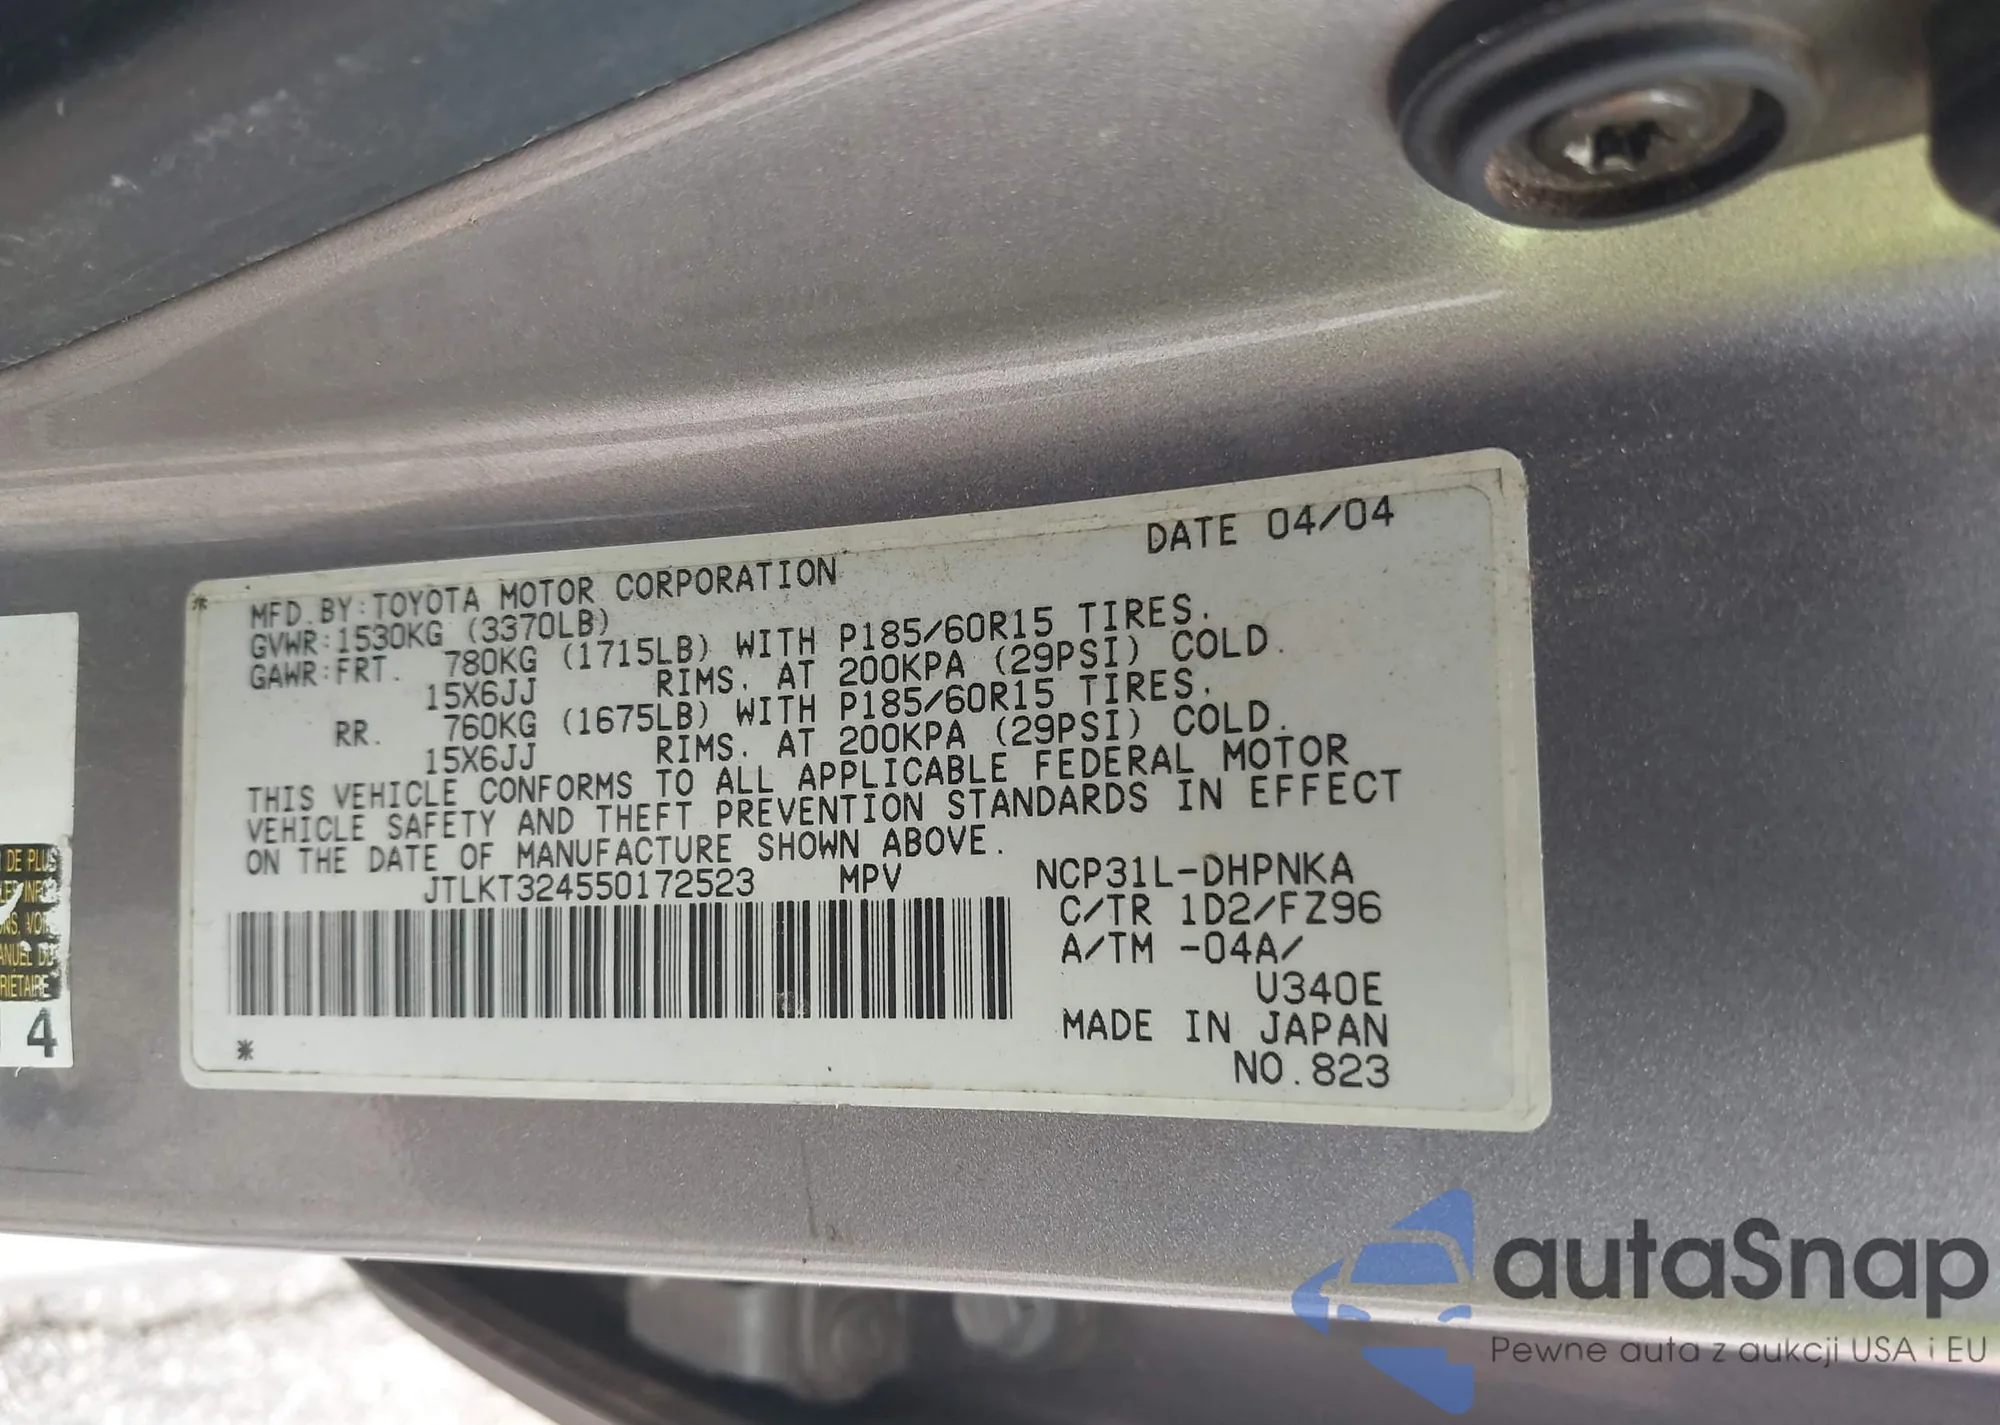 DATE 04/04
MFD.BY:TOYOTA MOTOR CORPORATION
GVWR:1530KG (3370LB)
GAWR:FRT. 780KG (1715LB) WITH P185/60R15 TIRES.
15X6JJ RIMS. AT 200KPA (29PSI) COLD.
RR. 760KG (1675LB) WITH P185/60R15 TIRES.
15X6JJ RIMS. AT 200KPA (29PSI) COLD.
THIS VEHICLE CONFORMS TO ALL APPLICABLE FEDERAL MOTOR
VEHICLE SAFETY AND THEFT PREVENTION STANDARDS IN EFFECT
ON THE DATE OF MANUFACTURE SHOWN ABOVE.
JTLKT324550172523 MPV NCP31L-DHPNKA
C/TR 1D2/FZ96
A/TM -04A/
U340E
MADE IN JAPAN
NO.823
DE PLUS
4
autaSnap
Pewne auta z aukcji USA i EU